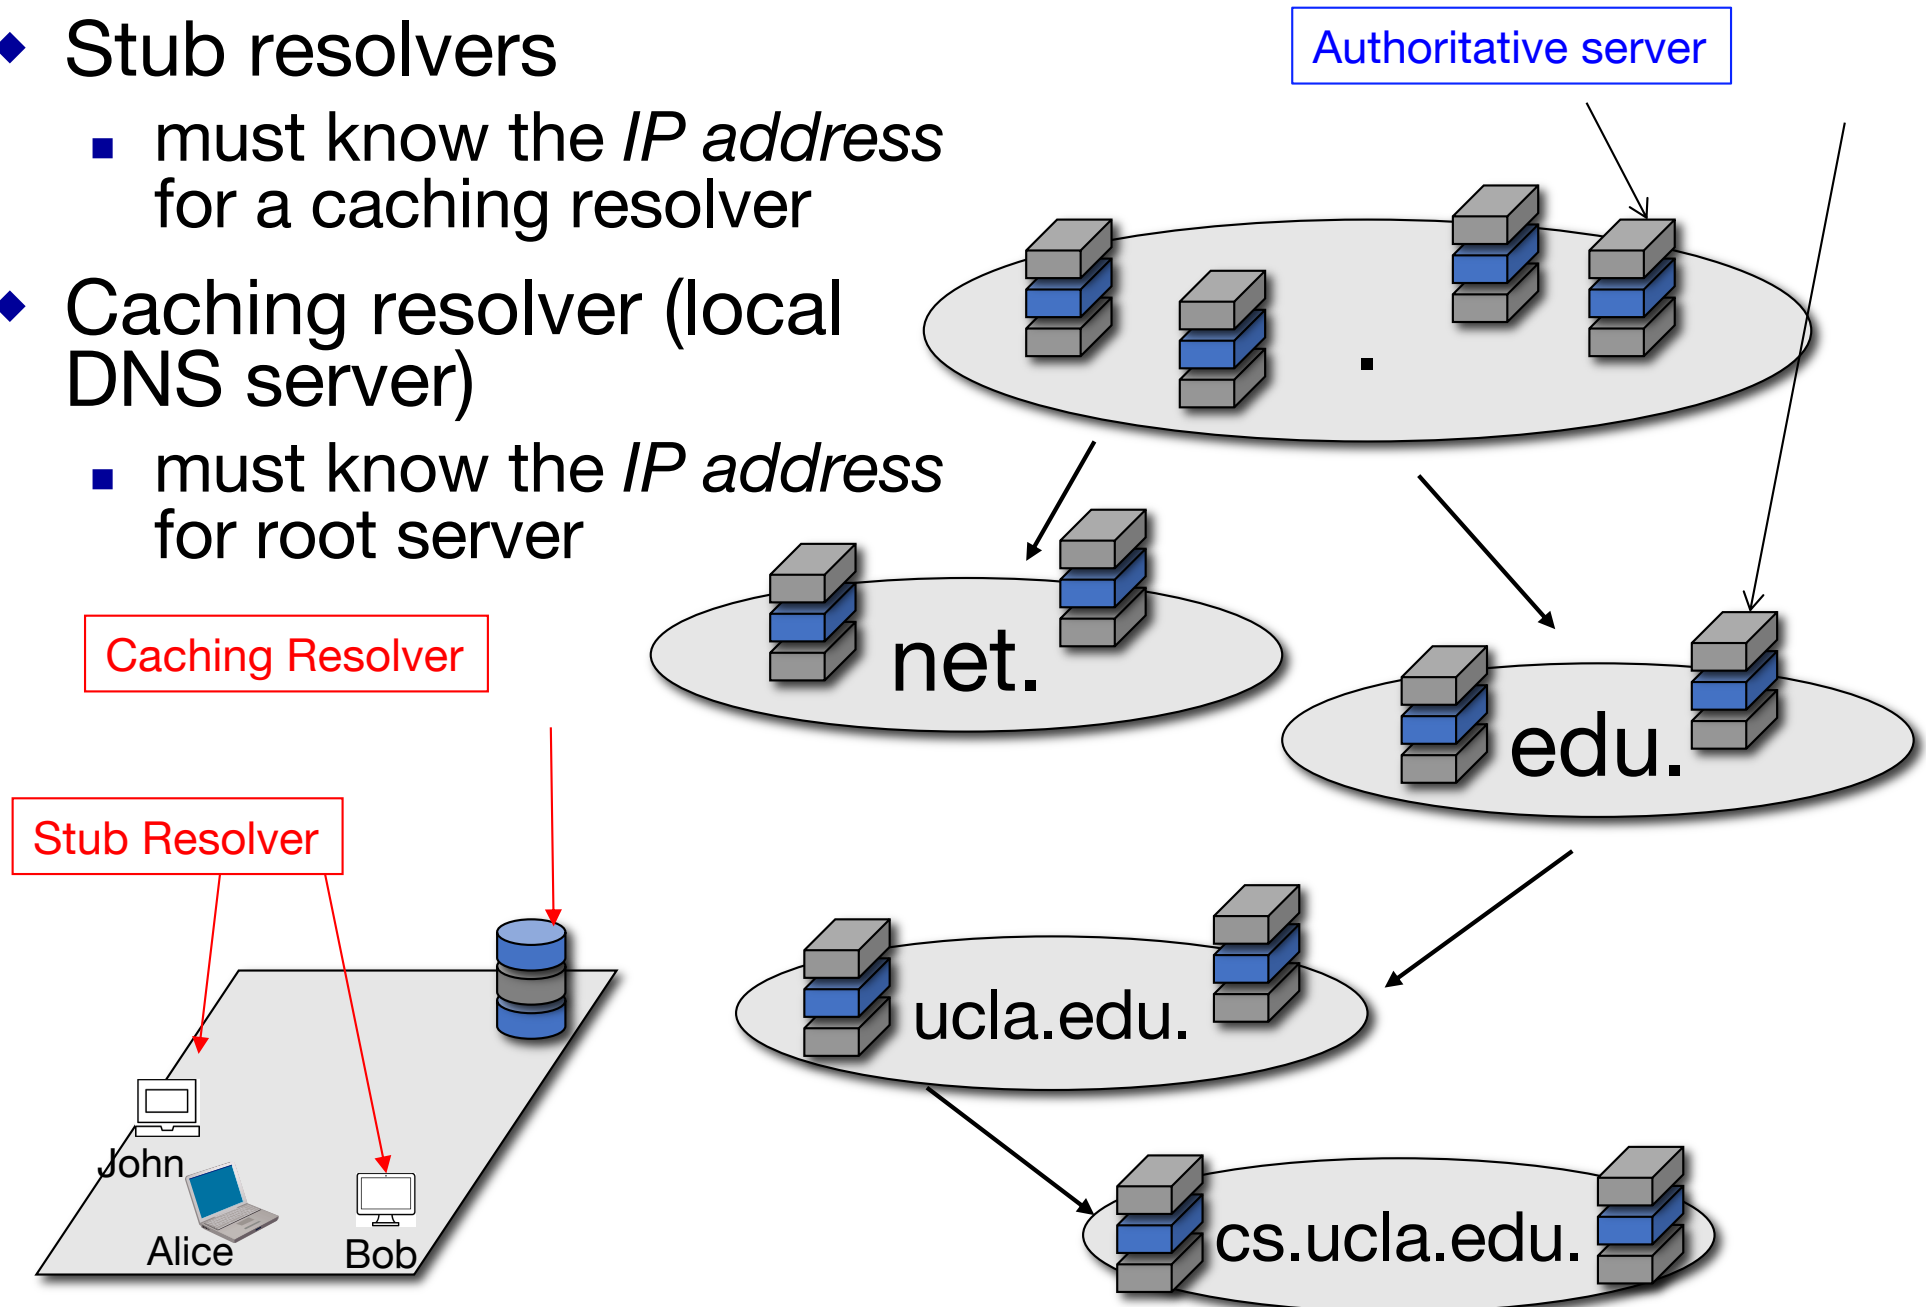 Stub resolvers
must know the IP address
for a caching resolver
Caching resolver (local
DNS server)
must know the IP address
for root server
Authoritative server
.
net.
edu.
ucla.edu.
cs.ucla.edu.
Caching Resolver
Stub Resolver
John
Alice
Bob